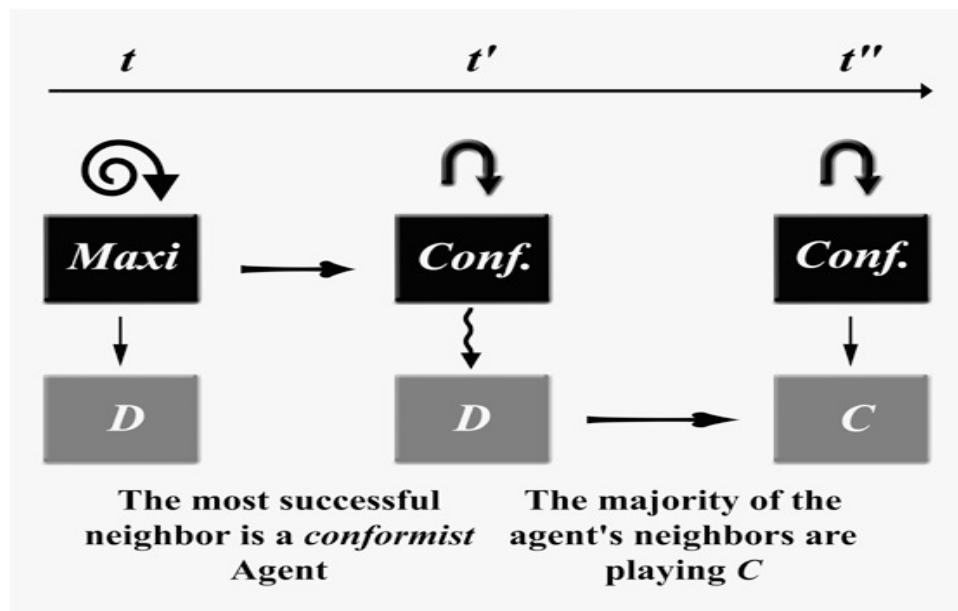 t t' t''
Maxi Conf. Conf.
D D C
The most successful
neighbor is a conformist
Agent
The majority of the
agent's neighbors are
playing C